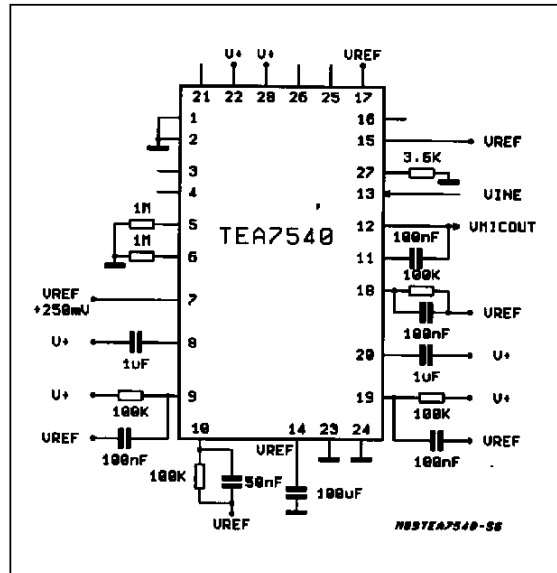 V+ V+ VREF
21 22 28 26 25 17
1 16
2 15 VREF
3 27 3.6K
4 13 VINE
1M 5 TEA7540 12 VMICOUT
100nF
1M 6 11
100K
18
VREF +250mV 7 100nF VREF
V+ 1uF 8 20 1uF V+
V+ 100K 9 19 100K V+
VREF 100nF 10 14 23 24 100nF VREF
VREF
100K 50nF 100uF
VREF
M89TEA7540-S6